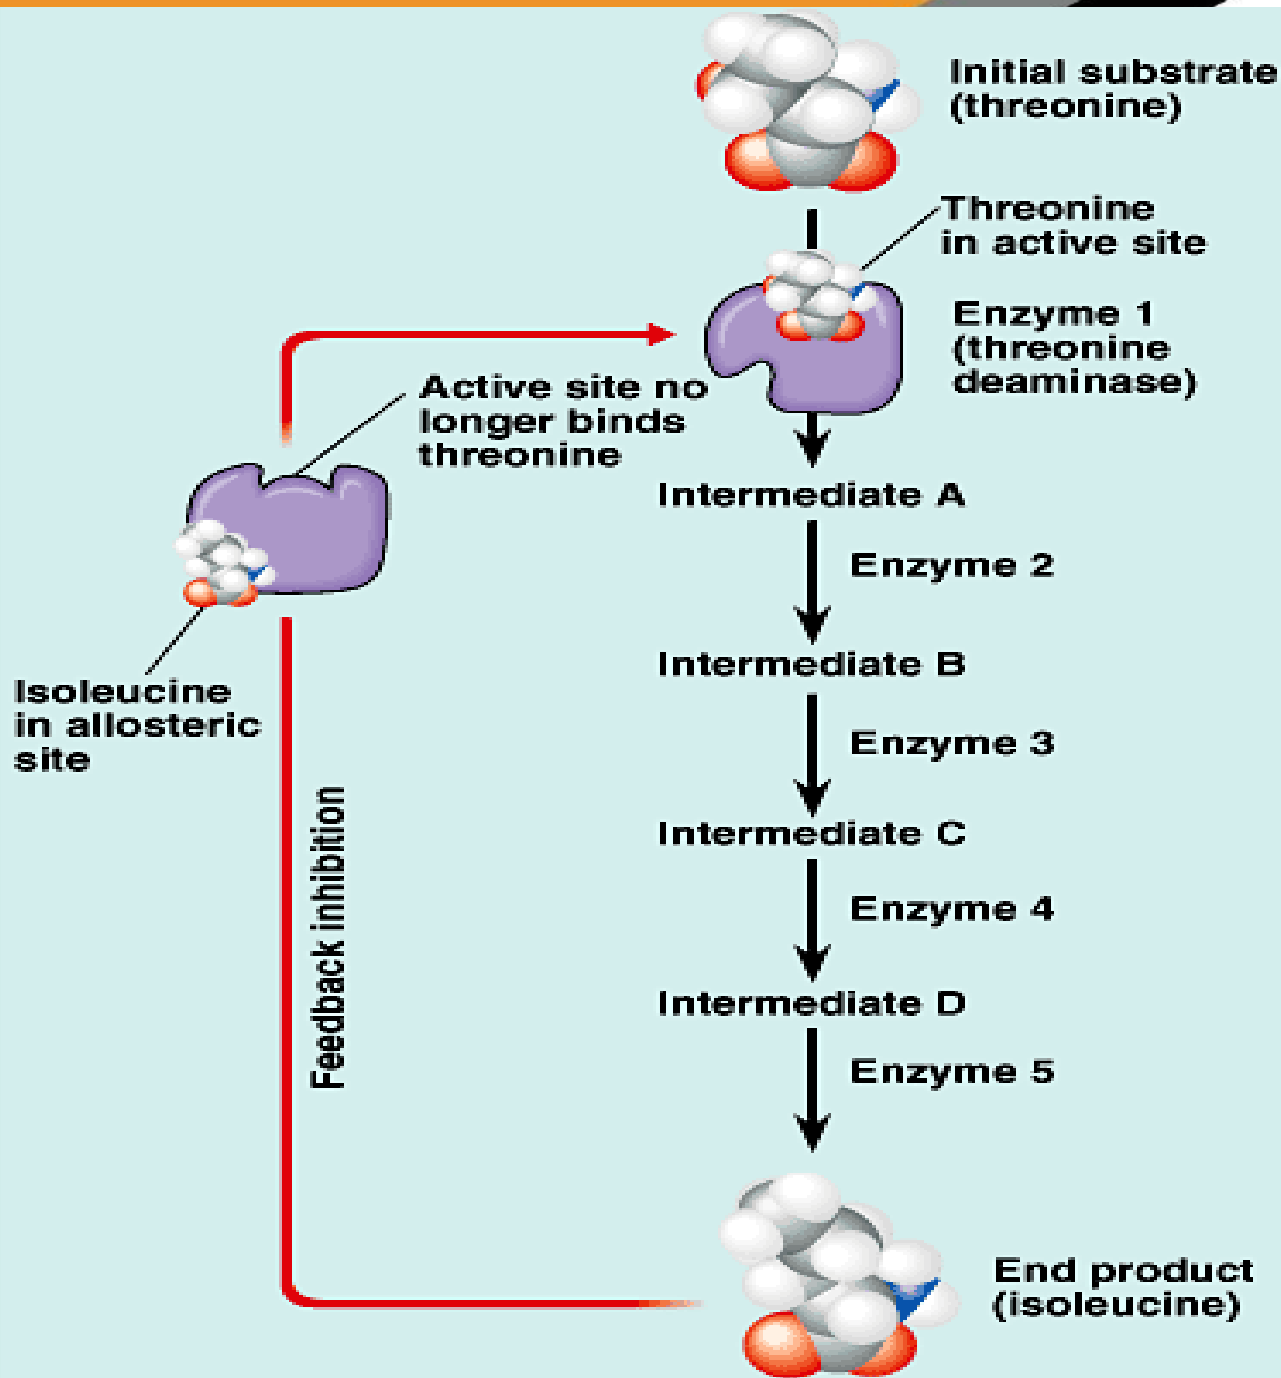 Initial substrate
(threonine)
Threonine
in active site
Enzyme 1
(threonine
deaminase)
Active site no
longer binds
threonine
Intermediate A
Enzyme 2
Intermediate B
Isoleucine
in allosteric
site
Enzyme 3
Feedback inhibition
Intermediate C
Enzyme 4
Intermediate D
Enzyme 5
End product
(isoleucine)